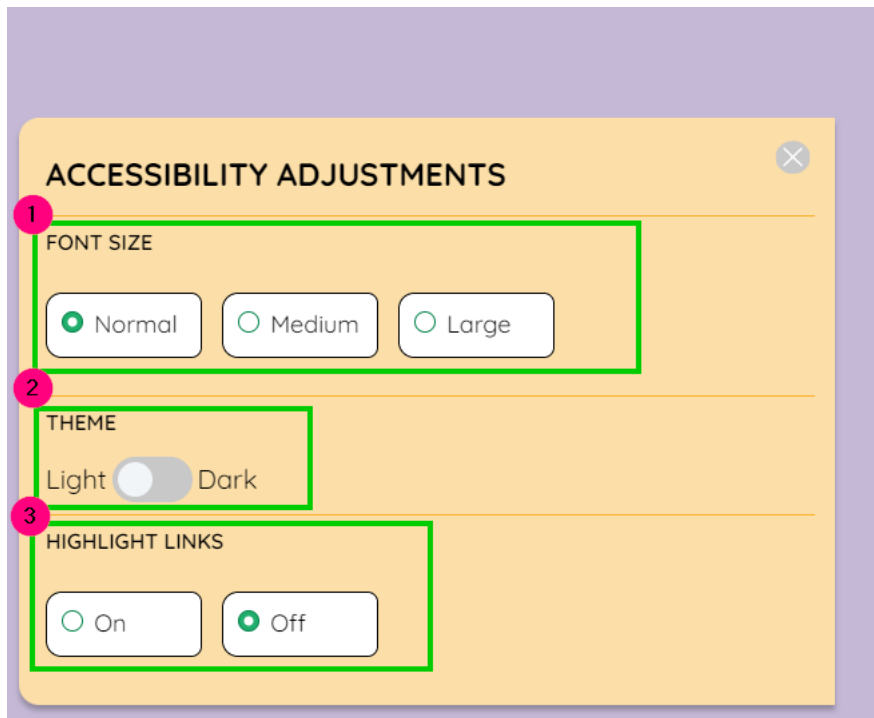 ACCESSIBILITY ADJUSTMENTS
1
FONT SIZE
Normal Medium Large
2
THEME
Light Dark
3
HIGHLIGHT LINKS
On Off